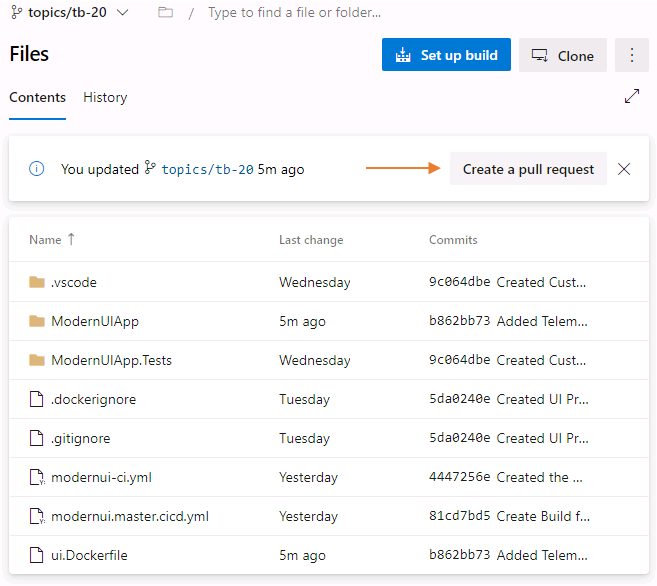 topics/tb-20 / Type to find a file or folder...
Files Set up build Clone
Contents History
You updated topics/tb-20 5m ago Create a pull request
Name ↑ Last change Commits
.vscode Wednesday 9c064dbe Created Cust...
ModernUIApp 5m ago b862bb73 Added Telem...
ModernUIApp.Tests Wednesday 9c064dbe Created Cust...
.dockerignore Tuesday 5da0240e Created UI Pr...
.gitignore Tuesday 5da0240e Created UI Pr...
modernui-ci.yml Yesterday 4447256e Created the ...
modernui.master.cicd.yml Yesterday 81cd7bd5 Create Build f...
ui.Dockerfile 5m ago b862bb73 Added Telem...